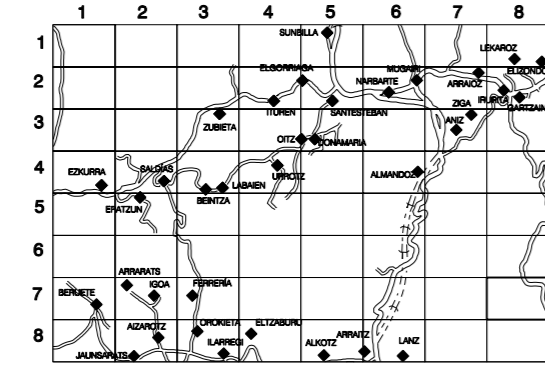 1 2 3 4 5 6 7 8
1
SUNBILLA
LEKAROZ
ELIZONDO
2
ELGORRIAGA
MUGAIRI
NARBARTE
ARRAIOZ
IRURITA
GARTZAIN
ITUREN
SANTESTEBAN
ZIGA
3
ZUBIETA
ANIZ
OITZ
DONAMARIA
4
EZKURRA
SALDIAS
URROTZ
ALMANDOZ
LABAIEN
BEINTZA
5
ERATZUN
6
ARRARATS
7
BERUETE
IGOA
FERRERÍA
8
AIZAROTZ
OROKIETA
ELTZABURU
JAUNSARATS
ILARREGI
ALKOTZ
ARRAITZ
LANZ